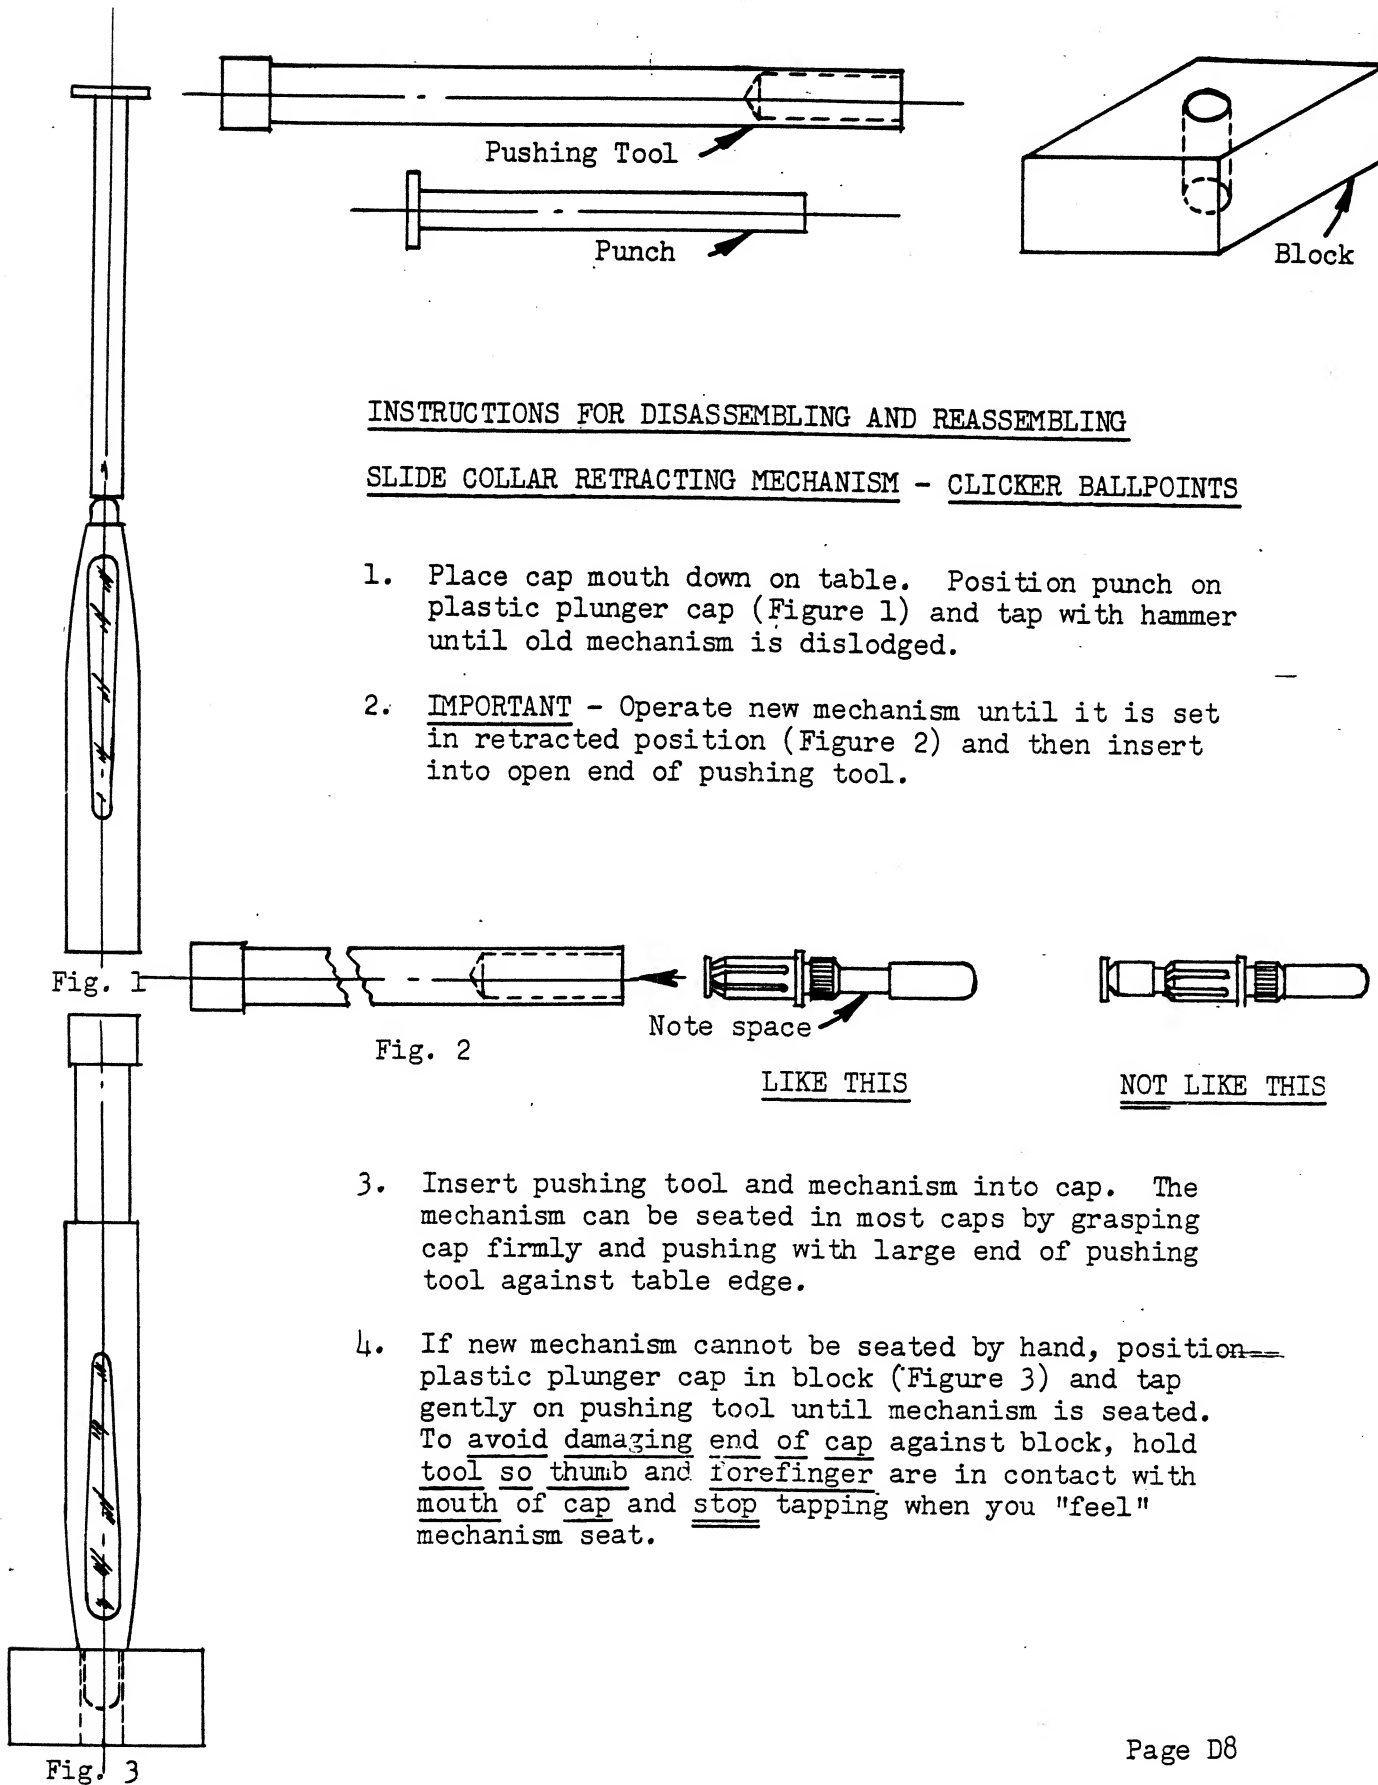 Pushing Tool
Punch
Block
INSTRUCTIONS FOR DISASSEMBLING AND REASSEMBLING
SLIDE COLLAR RETRACTING MECHANISM - CLICKER BALLPOINTS
1. Place cap mouth down on table. Position punch on
plastic plunger cap (Figure 1) and tap with hammer
until old mechanism is dislodged.
2. IMPORTANT - Operate new mechanism until it is set
in retracted position (Figure 2) and then insert
into open end of pushing tool.
Fig. 1
Note space
Fig. 2
LIKE THIS
NOT LIKE THIS
3. Insert pushing tool and mechanism into cap. The
mechanism can be seated in most caps by grasping
cap firmly and pushing with large end of pushing
tool against table edge.
4. If new mechanism cannot be seated by hand, position
plastic plunger cap in block (Figure 3) and tap
gently on pushing tool until mechanism is seated.
To avoid damaging end of cap against block, hold
tool so thumb and forefinger are in contact with
mouth of cap and stop tapping when you "feel"
mechanism seat.
Page D8
Fig. 3